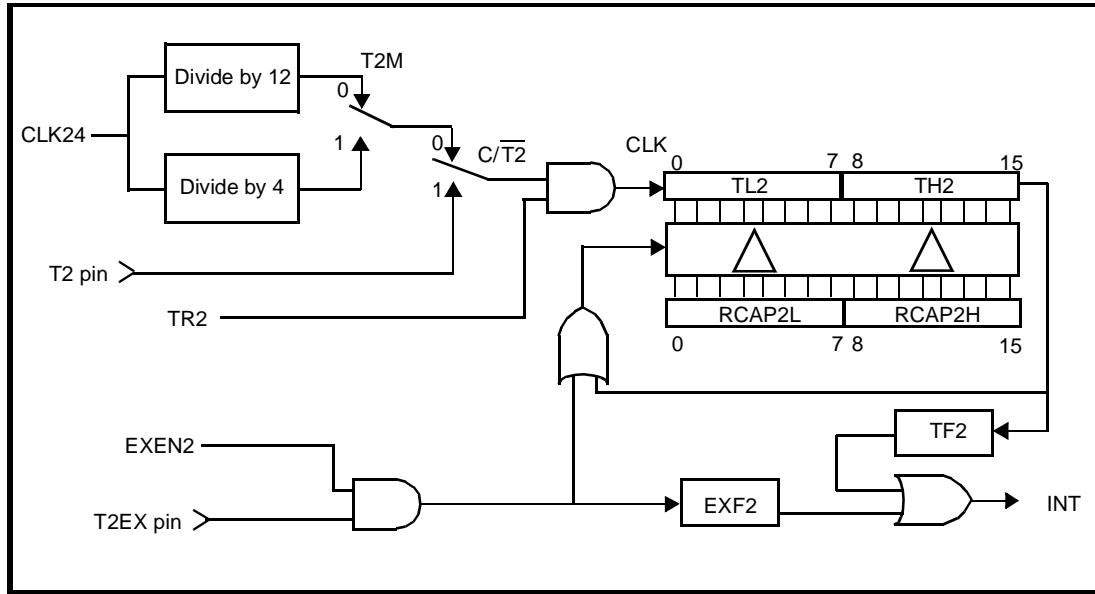 T2M
Divide by 12
0
CLK24
1
0
C/T2
CLK
0
7 8
15
Divide by 4
1
TL2
TH2
T2 pin
TR2
RCAP2L
RCAP2H
0
7 8
15
TF2
EXEN2
T2EX pin
EXF2
INT